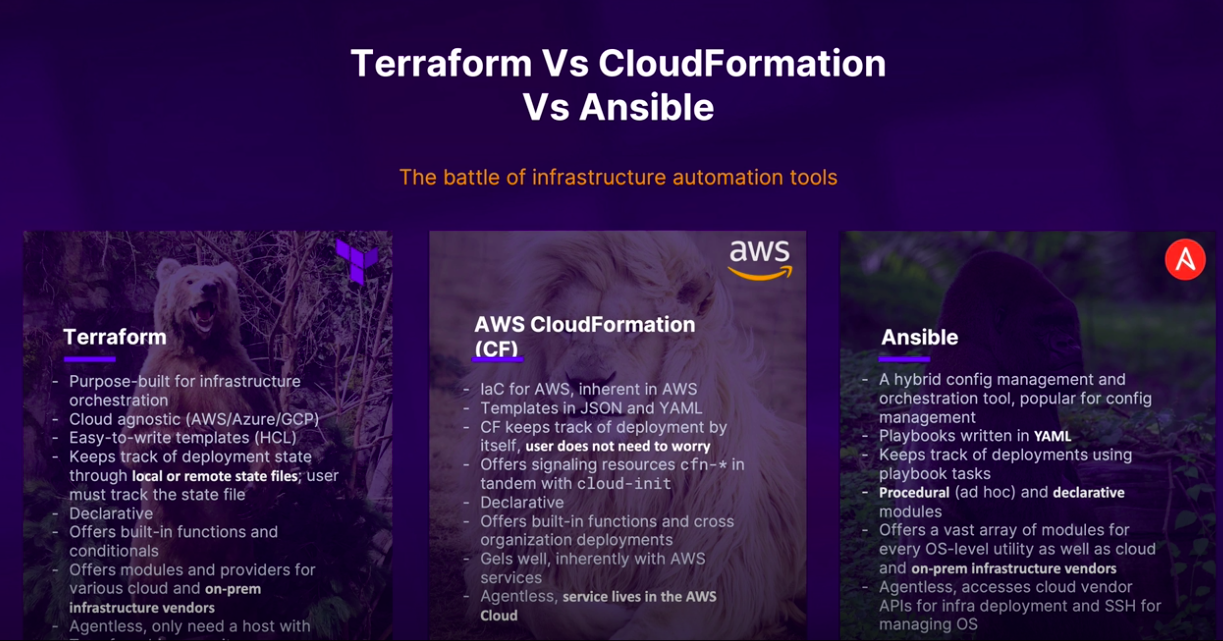 Terraform Vs CloudFormation
Vs Ansible
The battle of infrastructure automation tools
Terraform
- Purpose-built for infrastructure
orchestration
- Cloud agnostic (AWS/Azure/GCP)
- Easy-to-write templates (HCL)
- Keeps track of deployment state
through local or remote state files; user
must track the state file
- Declarative
- Offers built-in functions and
conditionals
- Offers modules and providers for
various cloud and on-prem
infrastructure vendors
- Agentless, only need a host with
aws
AWS CloudFormation
(CF)
- IaC for AWS, inherent in AWS
- Templates in JSON and YAML
- CF keeps track of deployment by
itself, user does not need to worry
- Offers signaling resources cfn-* in
tandem with cloud-init
- Declarative
- Offers built-in functions and cross
organization deployments
- Gels well, inherently with AWS
services
- Agentless, service lives in the AWS
Cloud
A
Ansible
- A hybrid config management and
orchestration tool, popular for config
management
- Playbooks written in YAML
- Keeps track of deployments using
playbook tasks
- Procedural (ad hoc) and declarative
modules
- Offers a vast array of modules for
every OS-level utility as well as cloud
and on-prem infrastructure vendors
- Agentless, accesses cloud vendor
APIs for infra deployment and SSH for
managing OS